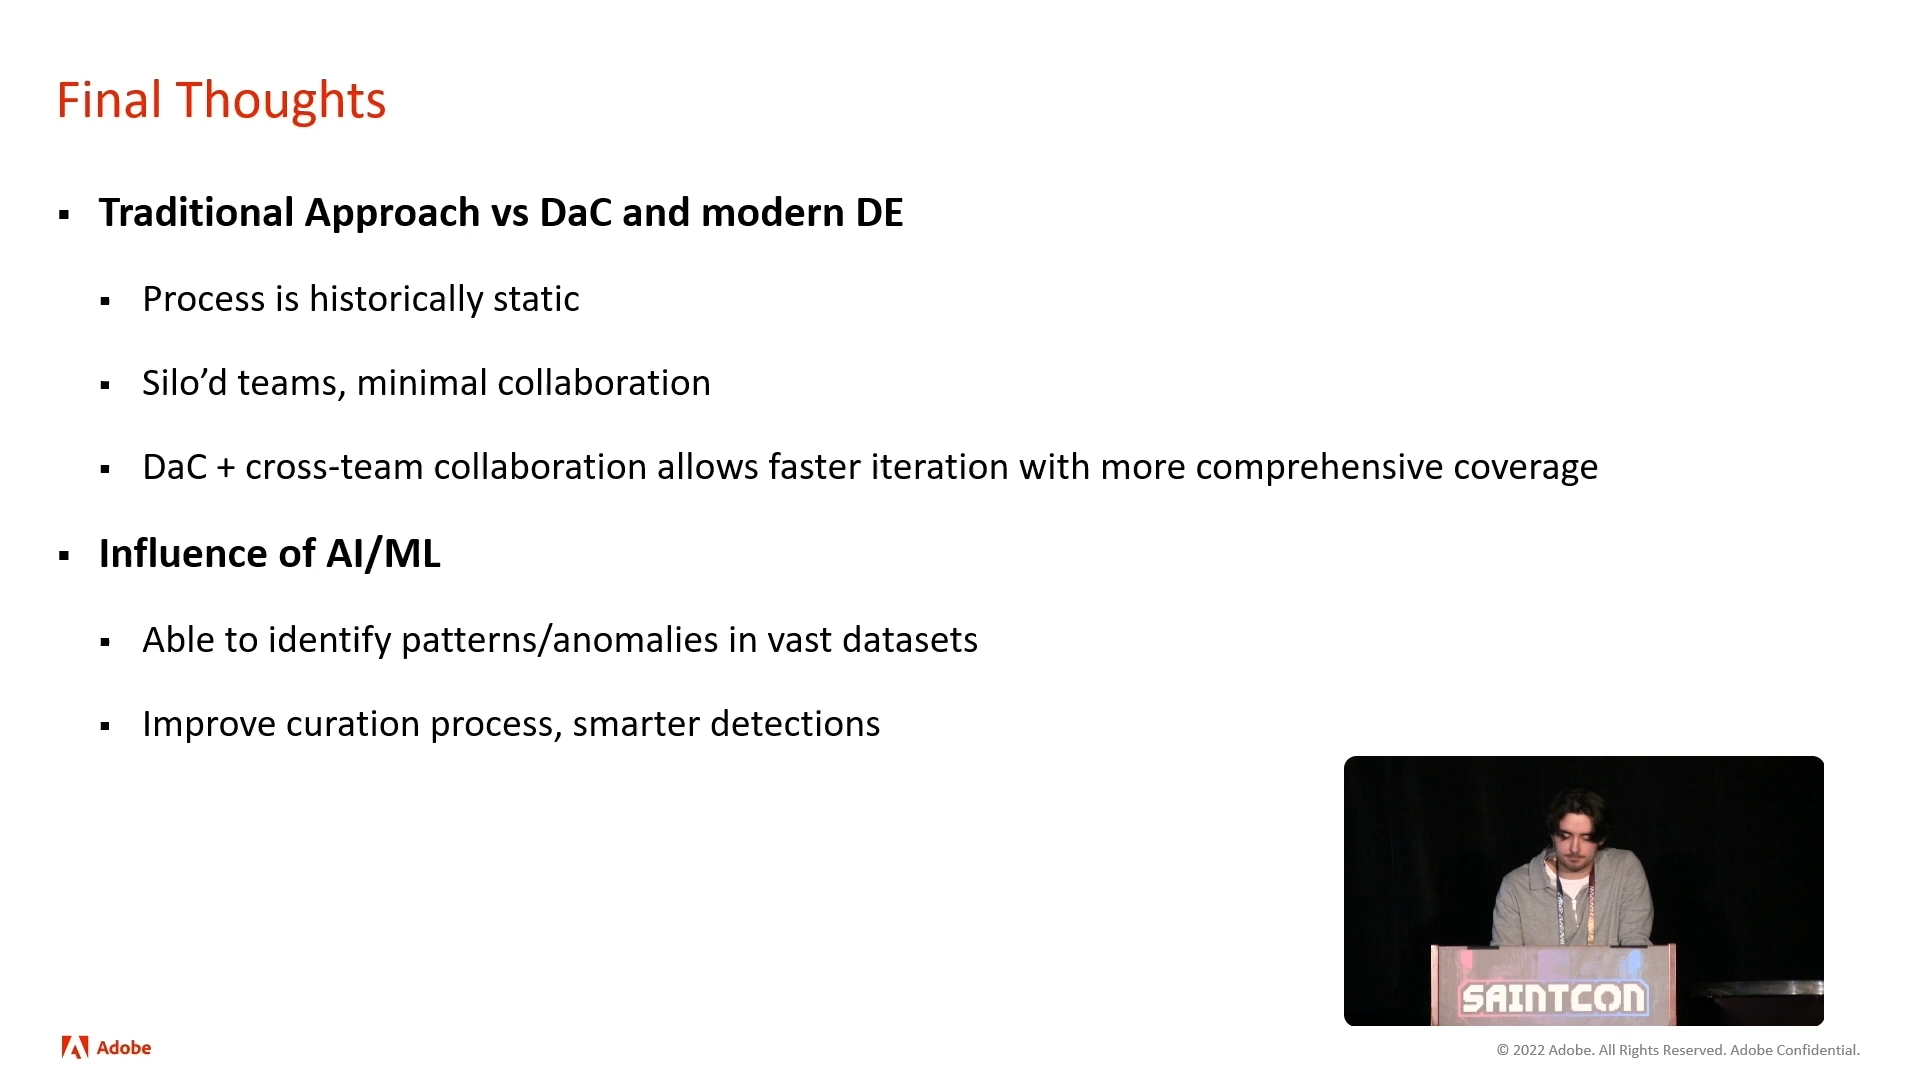 Final Thoughts
Traditional Approach vs DaC and modern DE
Process is historically static
Silo’d teams, minimal collaboration
DaC + cross-team collaboration allows faster iteration with more comprehensive coverage
Influence of AI/ML
Able to identify patterns/anomalies in vast datasets
Improve curation process, smarter detections
SAINTCON
Adobe
© 2022 Adobe. All Rights Reserved. Adobe Confidential.